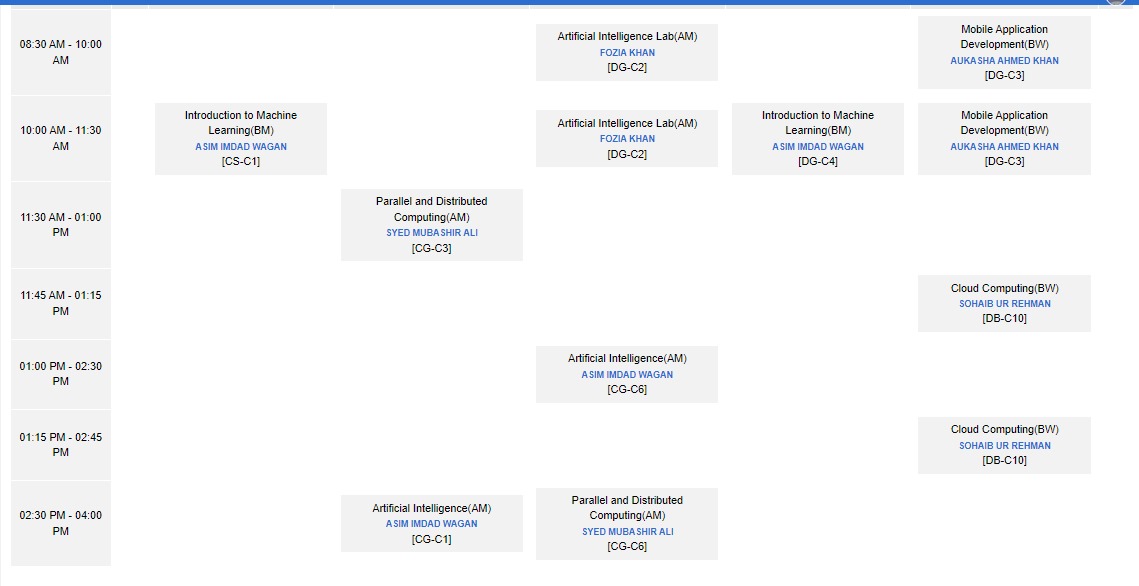 08:30 AM - 10:00
AM
Artificial Intelligence Lab(AM)
FOZIA KHAN
[DG-C2]
Mobile Application
Development(BW)
AUKASHA AHMED KHAN
[DG-C3]
10:00 AM - 11:30
AM
Introduction to Machine
Learning(BM)
ASIM IMDAD WAGAN
[CS-C1]
Artificial Intelligence Lab(AM)
FOZIA KHAN
[DG-C2]
Introduction to Machine
Learning(BM)
ASIM IMDAD WAGAN
[DG-C4]
Mobile Application
Development(BW)
AUKASHA AHMED KHAN
[DG-C3]
11:30 AM - 01:00
PM
Parallel and Distributed
Computing(AM)
SYED MUBASHIR ALI
[CG-C3]
11:45 AM - 01:15
PM
Cloud Computing(BW)
SOHAIB UR REHMAN
[DB-C10]
01:00 PM - 02:30
PM
Artificial Intelligence(AM)
ASIM IMDAD WAGAN
[CG-C6]
01:15 PM - 02:45
PM
Cloud Computing(BW)
SOHAIB UR REHMAN
[DB-C10]
02:30 PM - 04:00
PM
Artificial Intelligence(AM)
ASIM IMDAD WAGAN
[CG-C1]
Parallel and Distributed
Computing(AM)
SYED MUBASHIR ALI
[CG-C6]